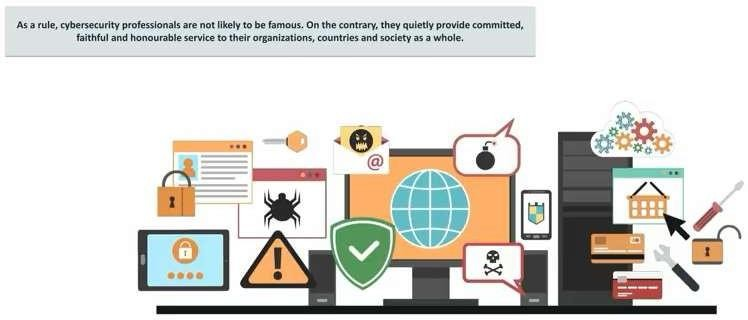 As a rule, cybersecurity professionals are not likely to be famous. On the contrary, they quietly provide committed,
faithful and honourable service to their organizations, countries and society as a whole.
@